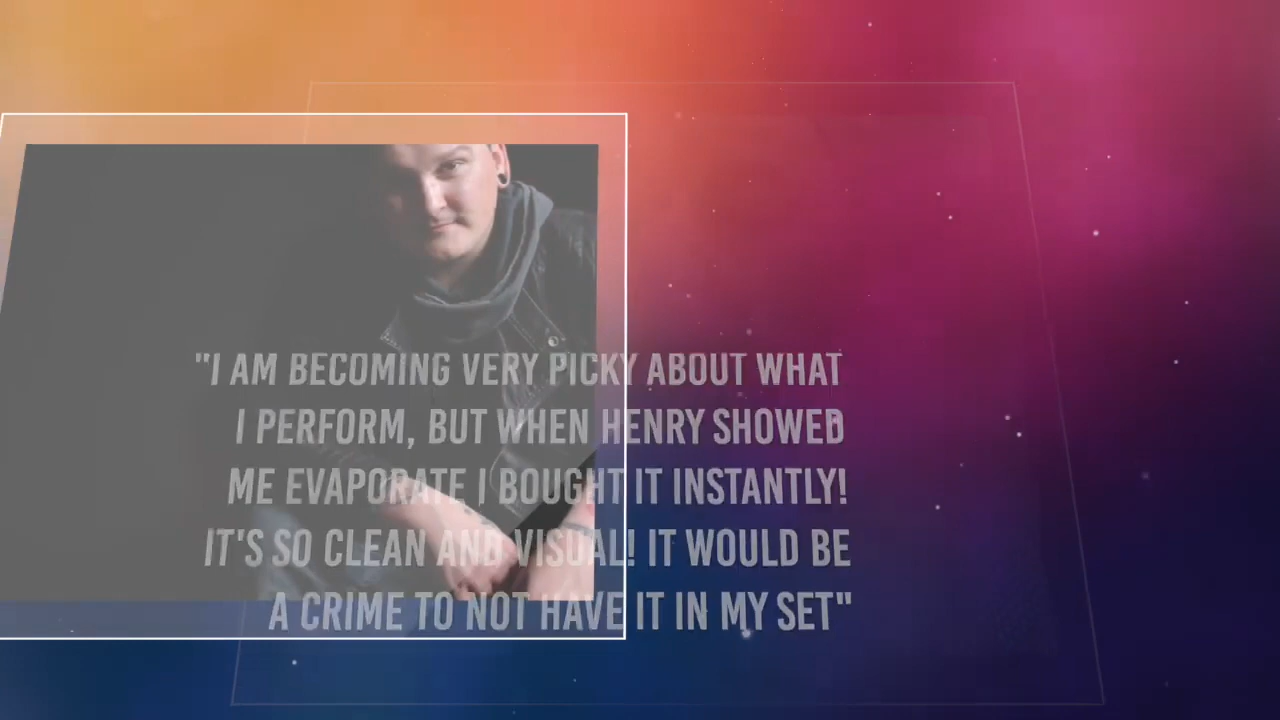 "I AM BECOMING VERY PICKY ABOUT WHAT
I PERFORM, BUT WHEN HENRY SHOWED
ME EVAPORATE I BOUGHT IT INSTANTLY!
IT'S SO CLEAN AND VISUAL! IT WOULD BE
A CRIME TO NOT HAVE IT IN MY SET"